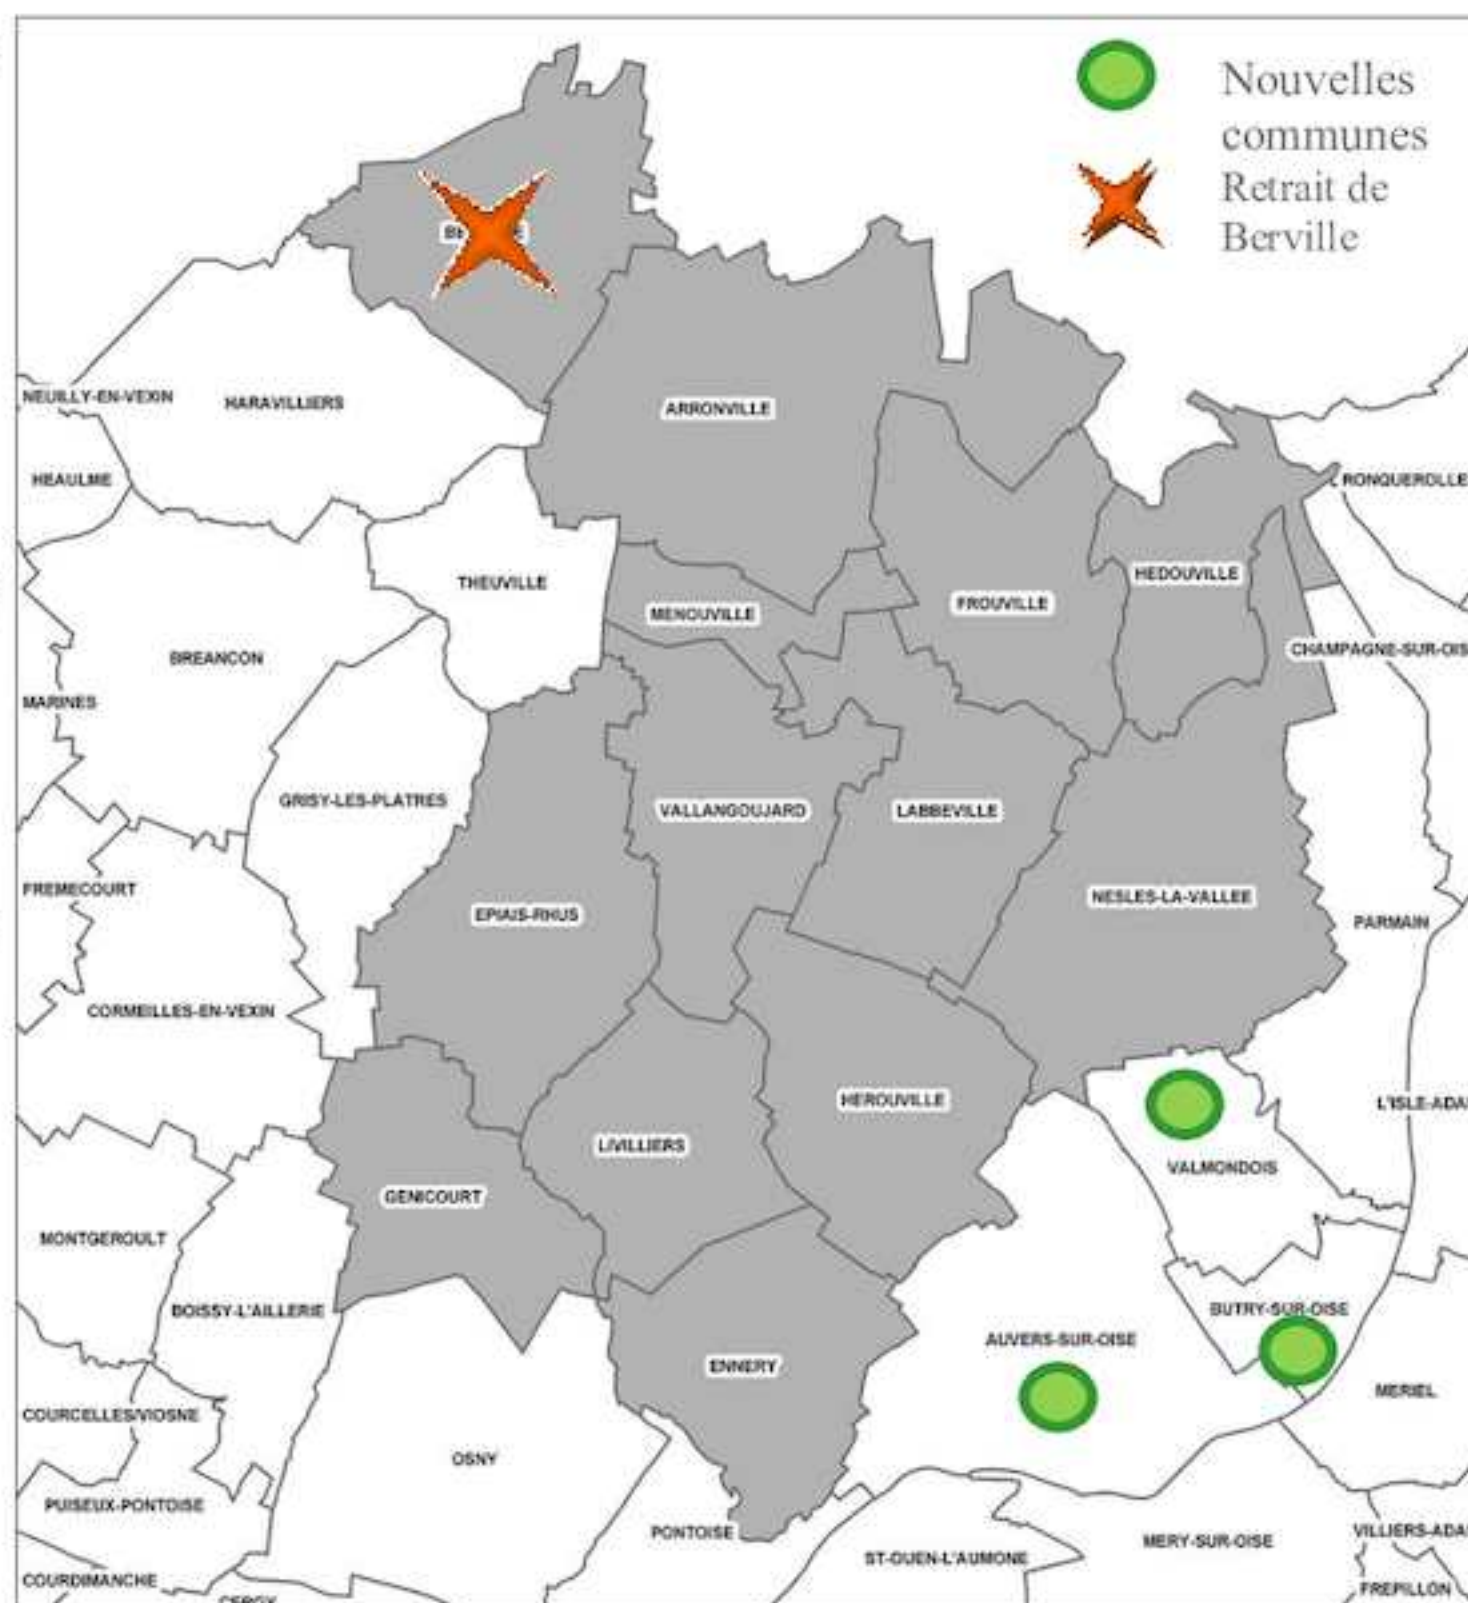 Nouvelles
communes
Retrait de
Berville
NEUILLY-EN-VEXIN
HARAVILLIERS
ARRONVILLE
HEAULME
RONQUEROLLE
THEUVILLE
HEDOUVILLE
MENOUVILLE
FROUVILLE
BREANCON
CHAMPAGNE-SUR-OIS
MARINES
GRISY-LES-PLATRES
VALLANGOUJARD
LABBEVILLE
FREMECOURT
EPIAIS-RHUS
NESLES-LA-VALLEE
PARMAIN
CORMEILLES-EN-VEXIN
HEROUVILLE
L'ISLE-ADA
LIVILLIERS
VALMONDOIS
GENICOURT
MONTGEROULT
BOISSY-L'AILLERIE
BUTRY-SUR-OISE
AUVERS-SUR-OISE
ENNERY
MERIEL
COURCELLES/VIOSNE
OSNY
PUISEUX-PONTOISE
PONTOISE
ST-OUEN-L'AUMONE
MERY-SUR-OISE
VILLIERS-ADA
COURDIMANCHE
FREPILLON
CERGY